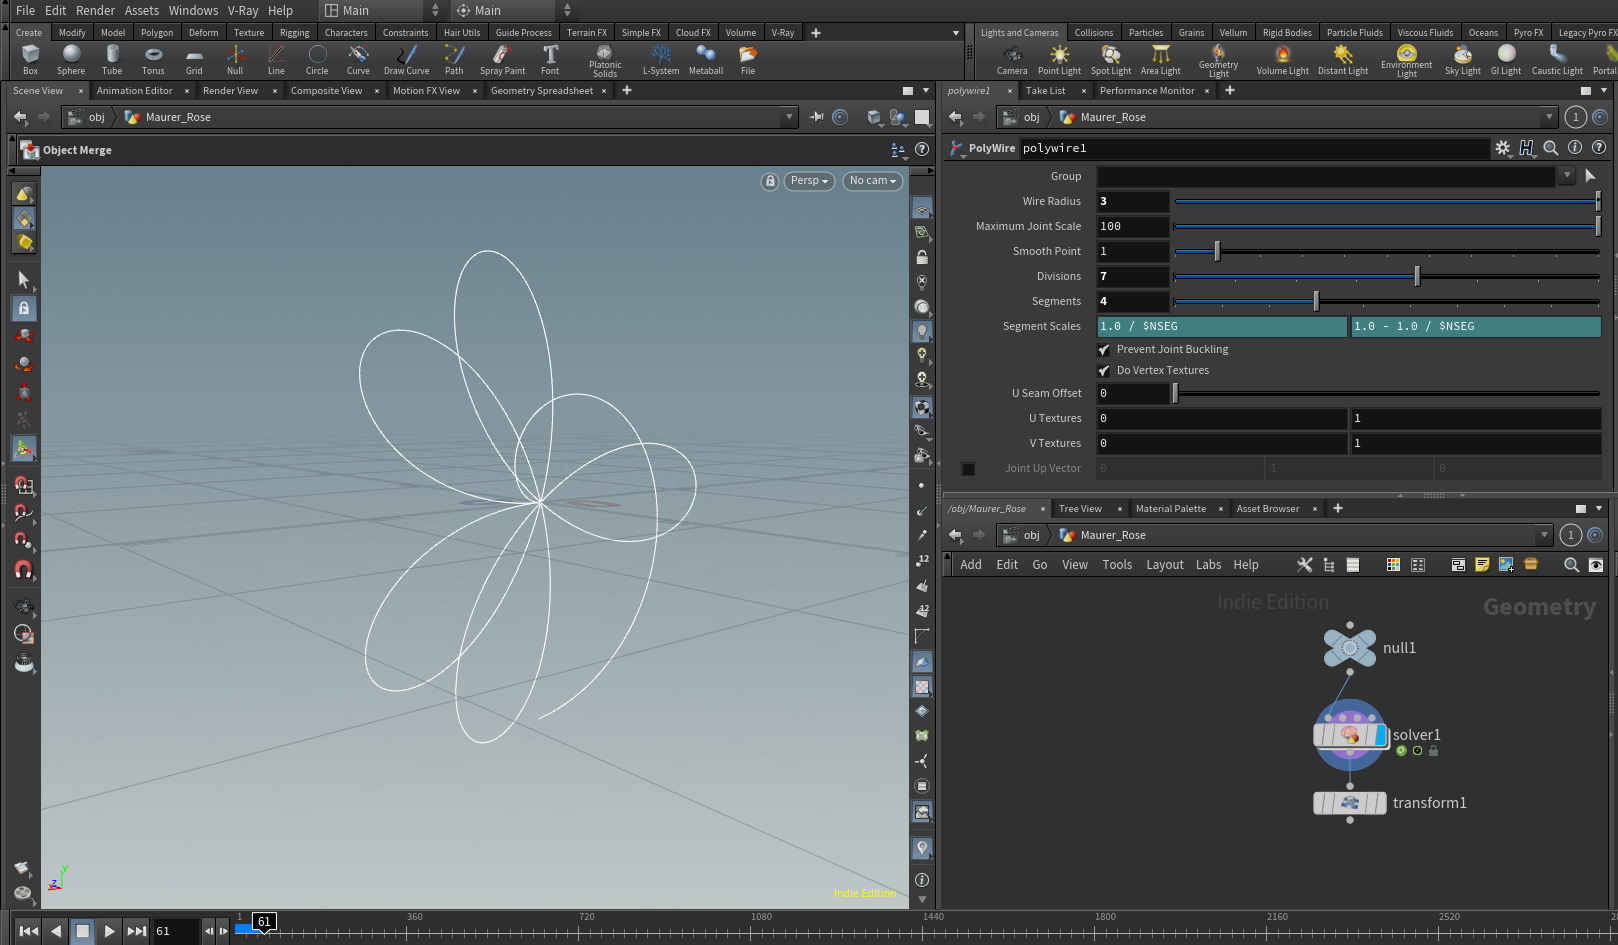 File Edit Render Assets Windows V-Ray Help Main Main
Create Modify Model Polygon Deform Texture Rigging Characters Constraints Hair Utils Guide Process Terrain FX Simple FX Cloud FX Volume V-Ray
Lights and Cameras Collisions Particles Grains Vellum Rigid Bodies Particle Fluids Viscous Fluids Oceans Pyro FX Legacy Pyro FX
Box Sphere Tube Torus Grid Null Line Circle Curve Draw Curve Path Spray Paint Font Platonic Solids L-System Metaball File
Camera Point Light Spot Light Area Light Geometry Light Volume Light Distant Light Environment Light Sky Light GI Light Caustic Light Portal
Scene View Animation Editor Render View Composite View Motion FX View Geometry Spreadsheet
polywire1 Take List Performance Monitor
obj Maurer_Rose
obj Maurer_Rose 1
Object Merge
PolyWire polywire1
Persp No cam
Group
Wire Radius 3
Maximum Joint Scale 100
Smooth Point 1
Divisions 7
Segments 4
Segment Scales 1.0 / $NSEG 1.0 - 1.0 / $NSEG
Prevent Joint Buckling
Do Vertex Textures
U Seam Offset 0
U Textures 0 1
V Textures 0 1
Joint Up Vector 0 1 0
/obj/Maurer_Rose Tree View Material Palette Asset Browser
obj Maurer_Rose 1
Add Edit Go View Tools Layout Labs Help
Indie Edition Geometry
null1
solver1
transform1
12
12
y
z
Indie Edition
61 1 61 360 720 1080 1440 1800 2160 2520